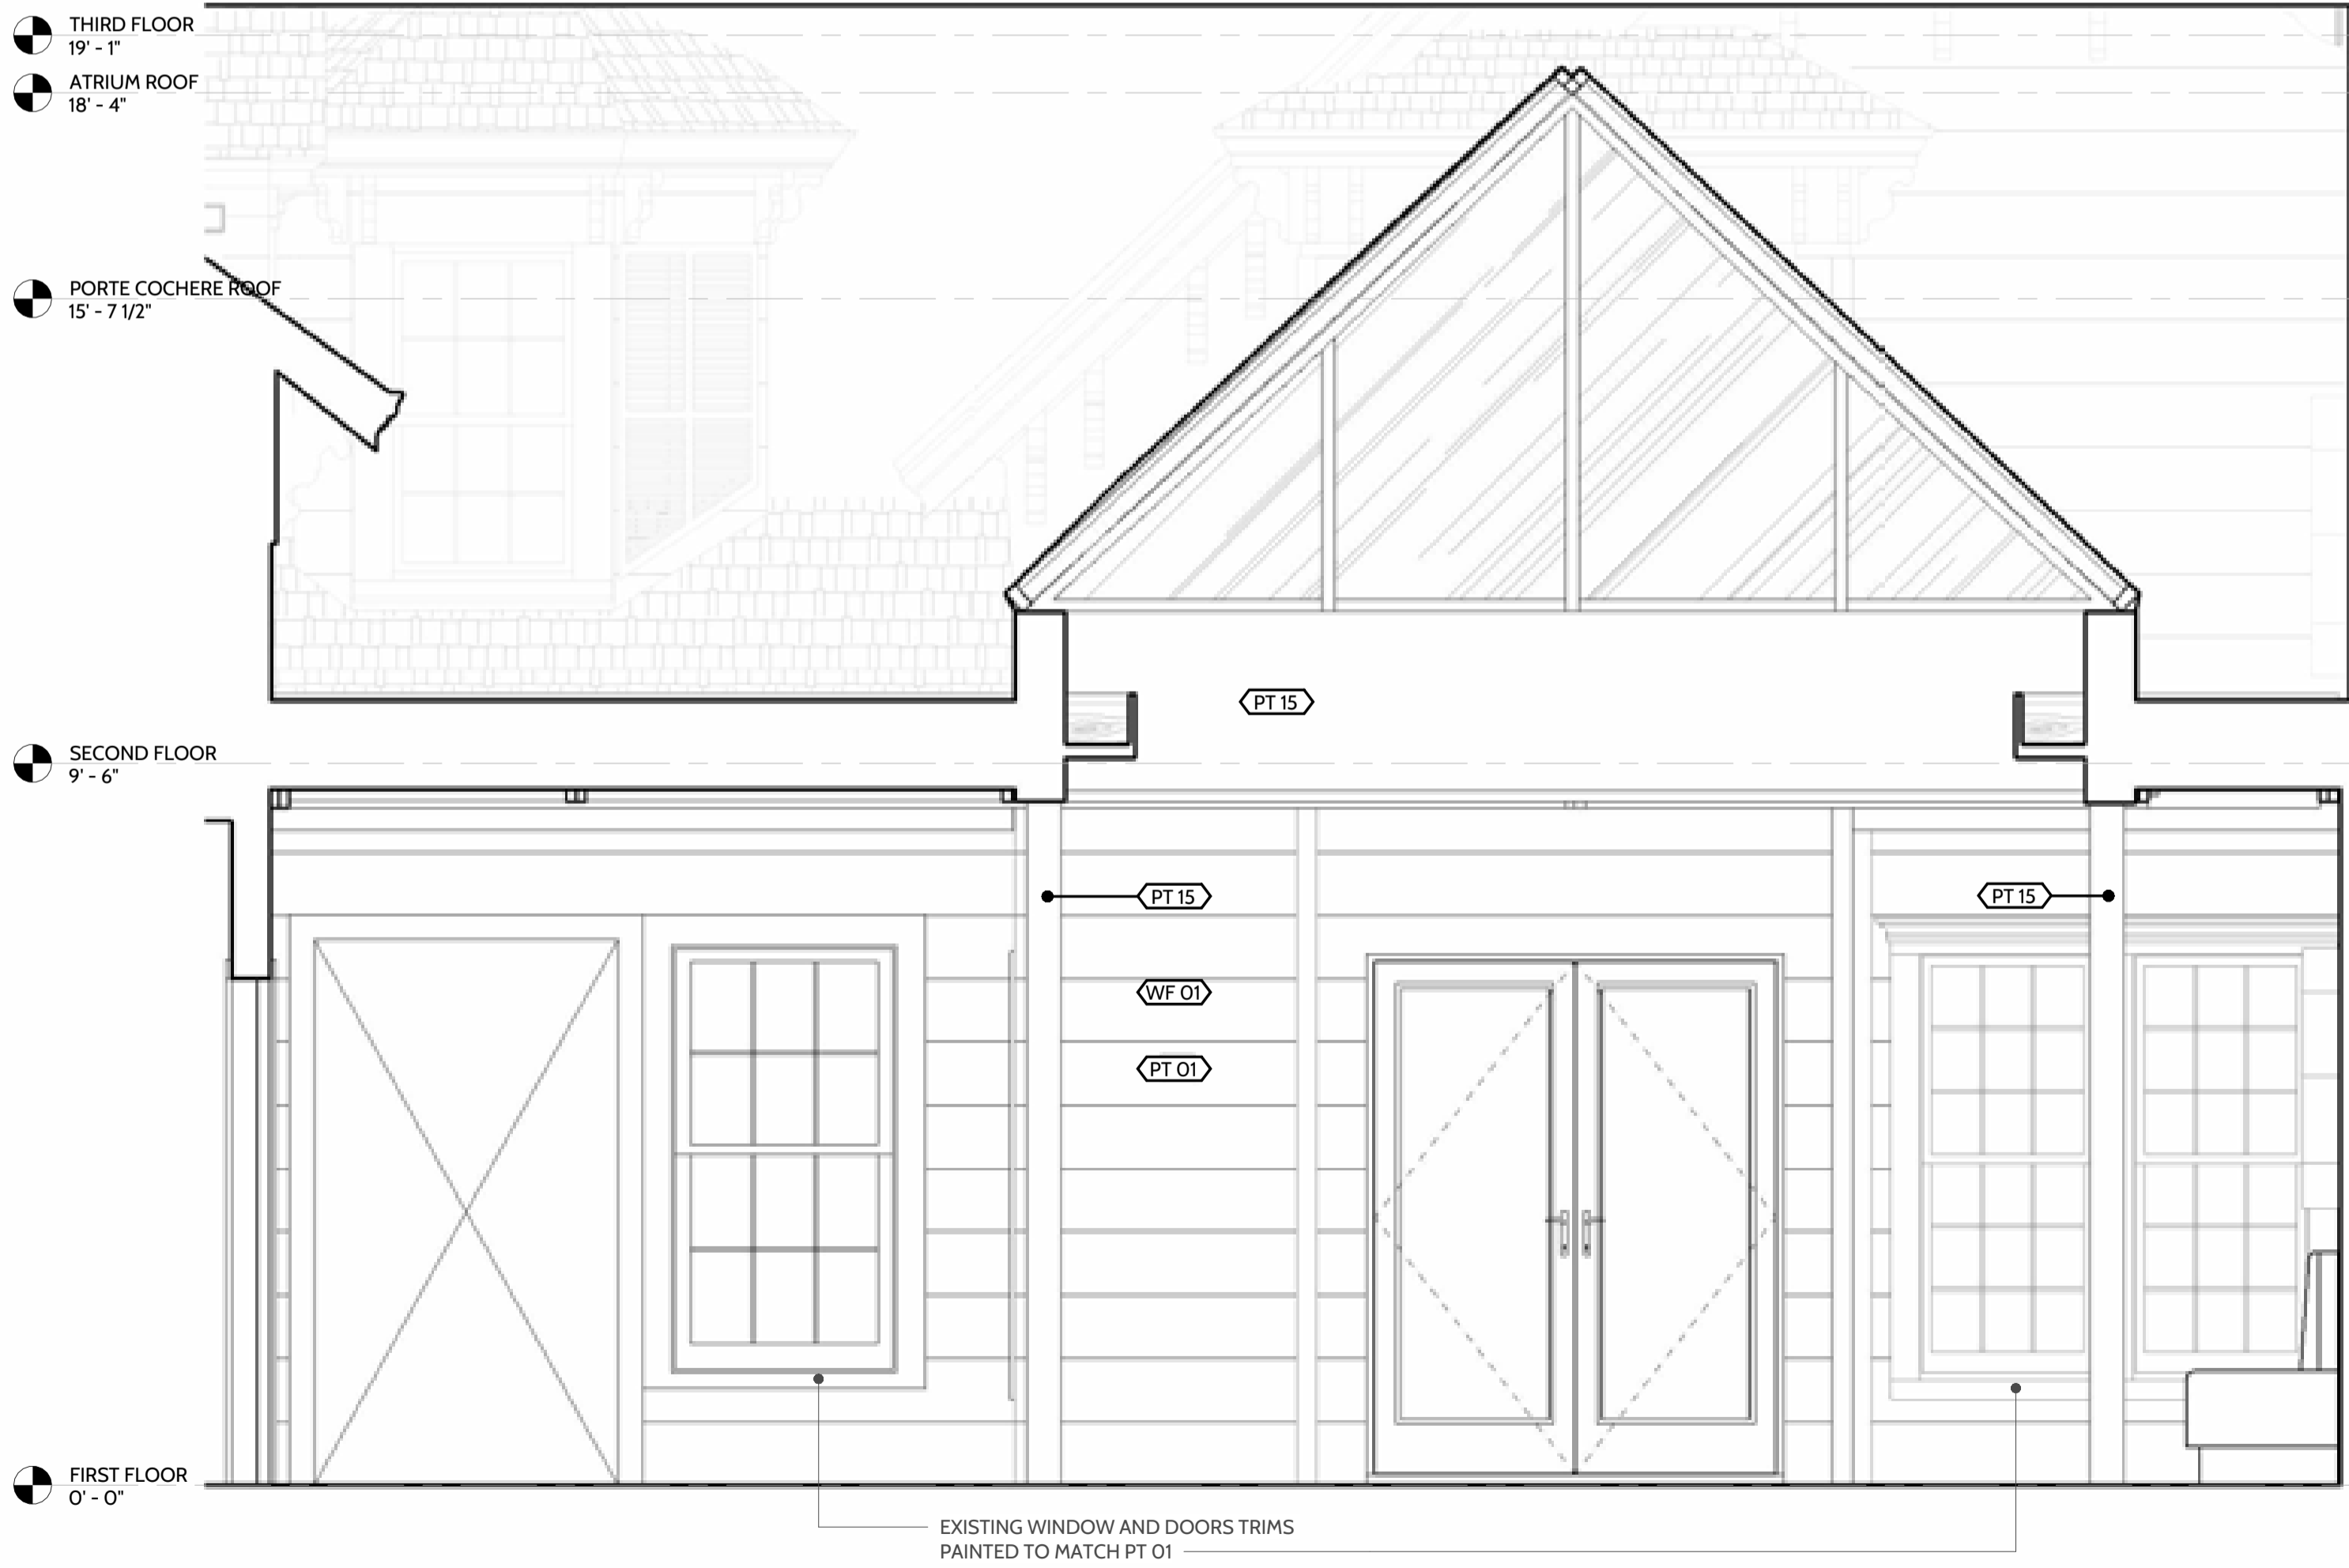 THIRD FLOOR
19' - 1"
ATRIUM ROOF
18' - 4"
PORTE COCHERE ROOF
15' - 7 1/2"
PT 15
SECOND FLOOR
9' - 6"
PT 15
PT 15
WF 01
PT 01
FIRST FLOOR
0' - 0"
EXISTING WINDOW AND DOORS TRIMS
PAINTED TO MATCH PT 01